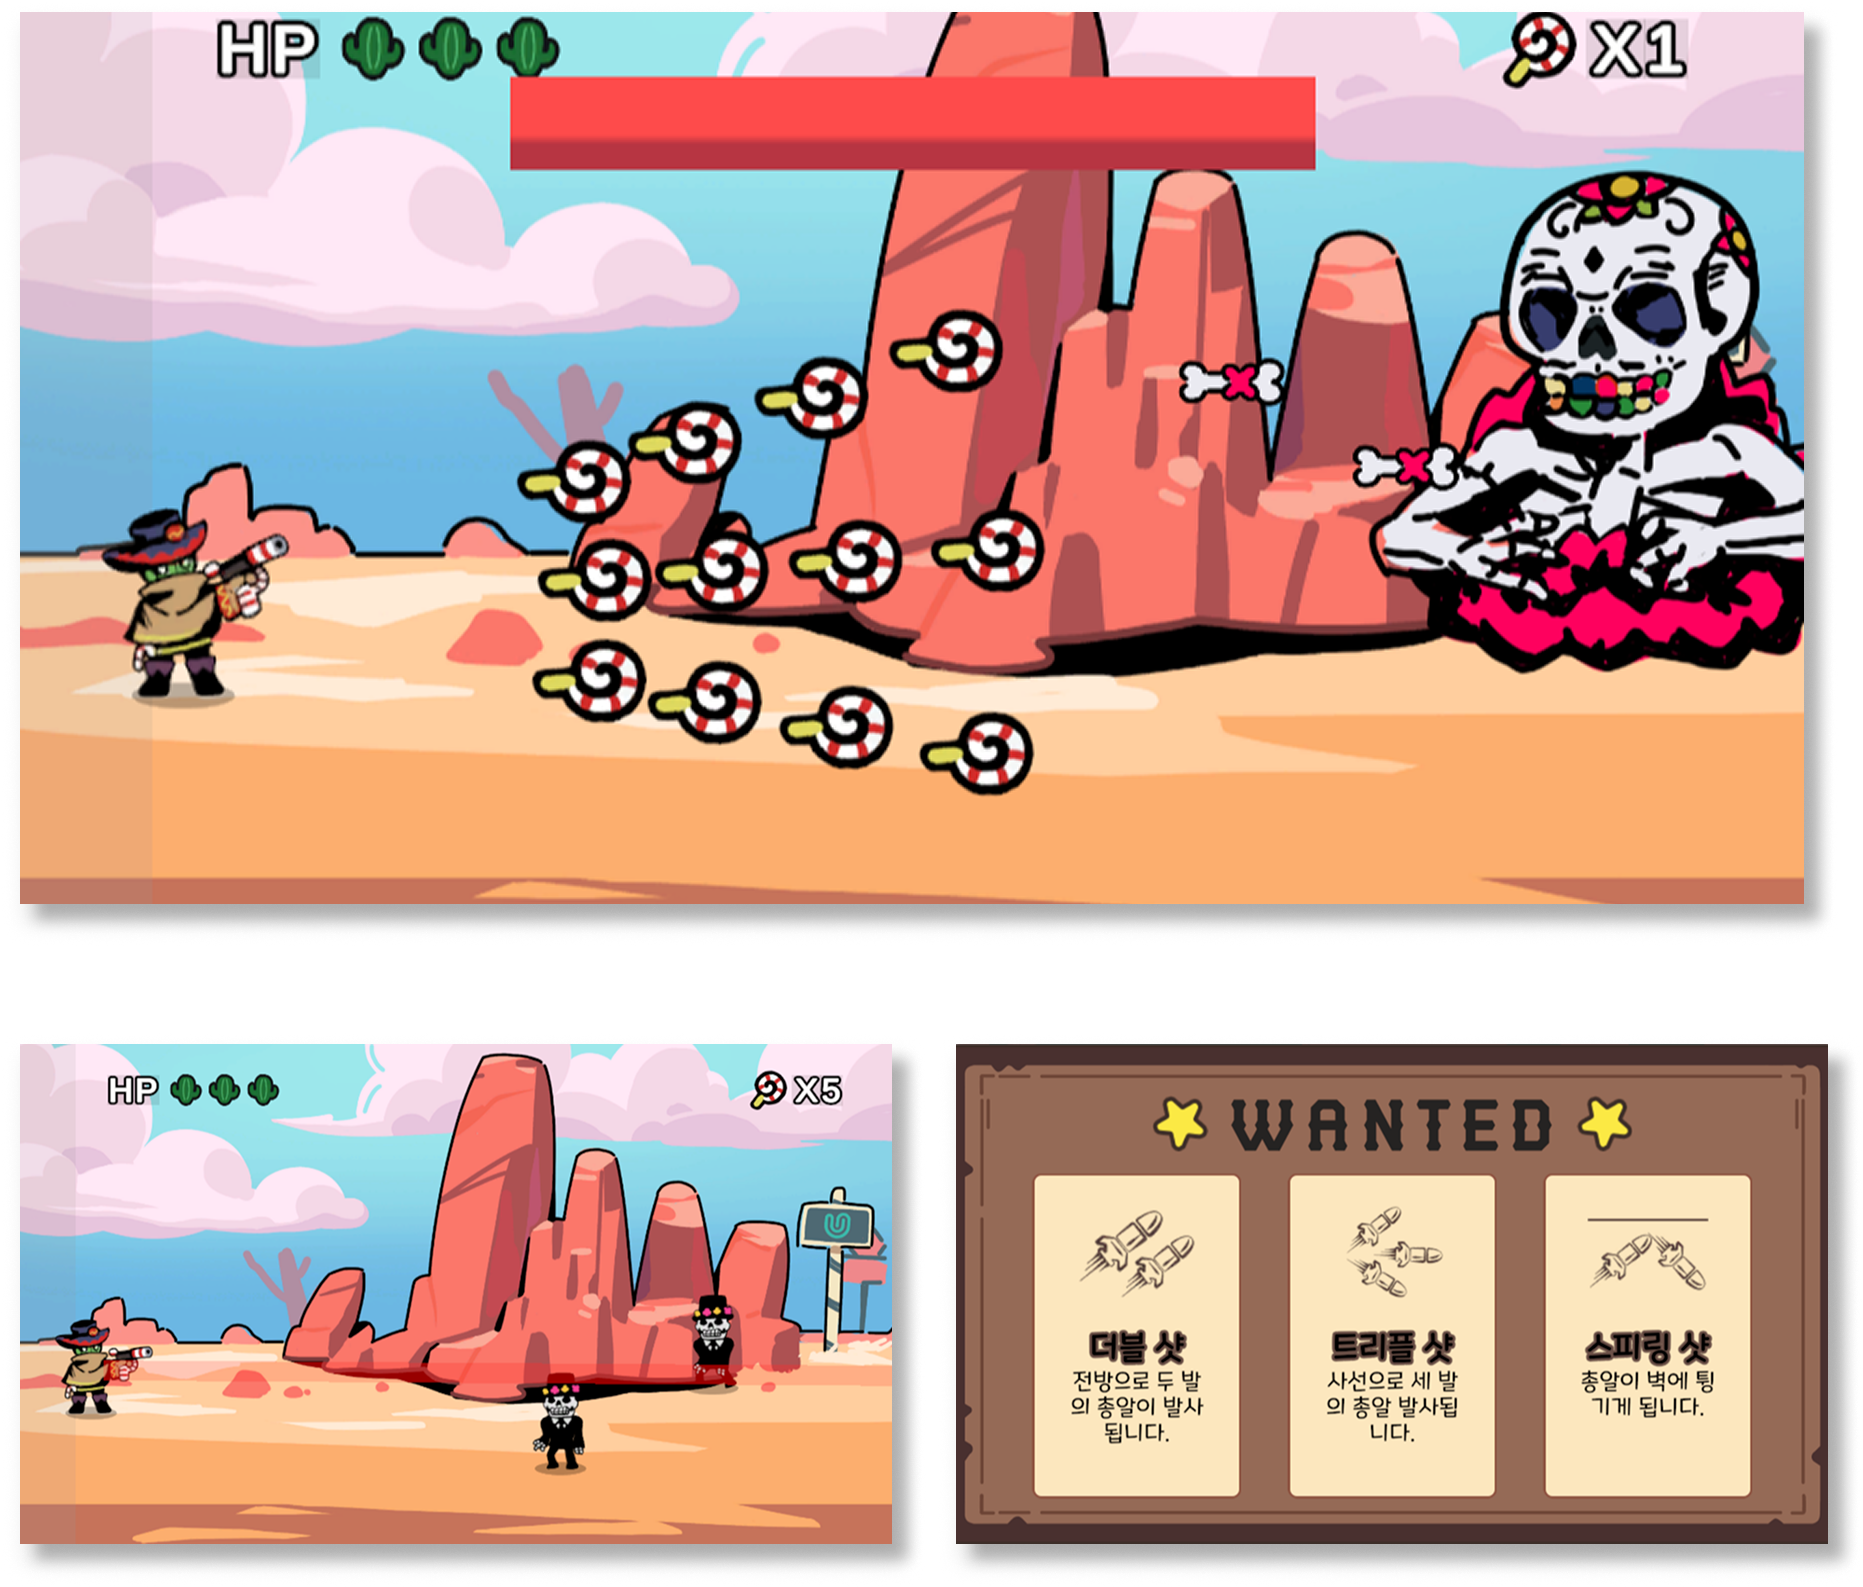 HP
X1
HP
X5
WANTED
더블 샷
전방으로 두 발
의 총알이 발사
됩니다.
트리플 샷
사선으로 세 발
의 총알 발사됩
니다.
스피링 샷
총알이 벽에 튕
기게 됩니다.